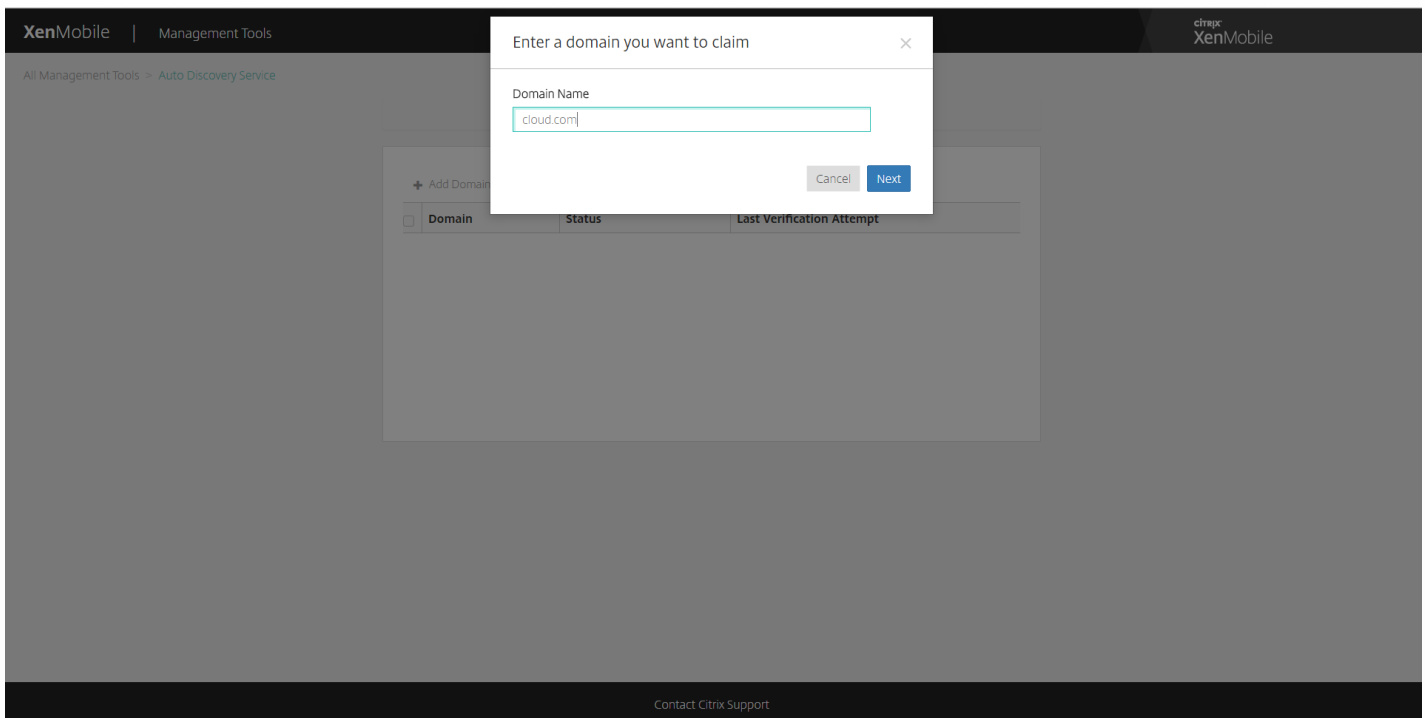 XenMobile | Management Tools
citrix
XenMobile
Enter a domain you want to claim ×
All Management Tools > Auto Discovery Service
Domain Name
cloud.com
Cancel Next
+ Add Domain
Domain Status Last Verification Attempt
Contact Citrix Support